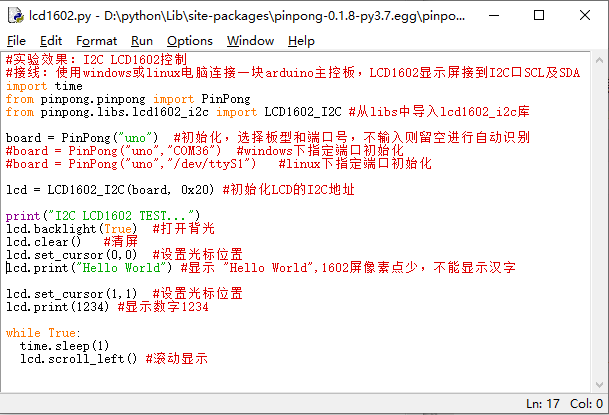 lcd1602.py - D:\python\Lib\site-packages\pinpong-0.1.8-py3.7.egg\pinpo...
File Edit Format Run Options Window Help
#实验效果：I2C LCD1602控制
#接线：使用windows或linux电脑连接一块arduino主控板，LCD1602显示屏接到I2C口SCL及SDA
import time
from pinpong.pinpong import PinPong
from pinpong.libs.lcd1602_i2c import LCD1602_I2C #从libs中导入lcd1602_i2c库
board = PinPong("uno") #初始化，选择板型和端口号，不输入则留空进行自动识别
#board = PinPong("uno","COM36") #windows下指定端口初始化
#board = PinPong("uno","/dev/ttyS1") #linux下指定端口初始化
lcd = LCD1602_I2C(board, 0x20) #初始化LCD的I2C地址
print("I2C LCD1602 TEST...")
lcd.backlight(True) #打开背光
lcd.clear() #清屏
lcd.set_cursor(0,0) #设置光标位置
lcd.print("Hello World") #显示 "Hello World",1602屏像素点少，不能显示汉字
lcd.set_cursor(1,1) #设置光标位置
lcd.print(1234) #显示数字1234
while True:
time.sleep(1)
lcd.scroll_left() #滚动显示
Ln: 17 Col: 0